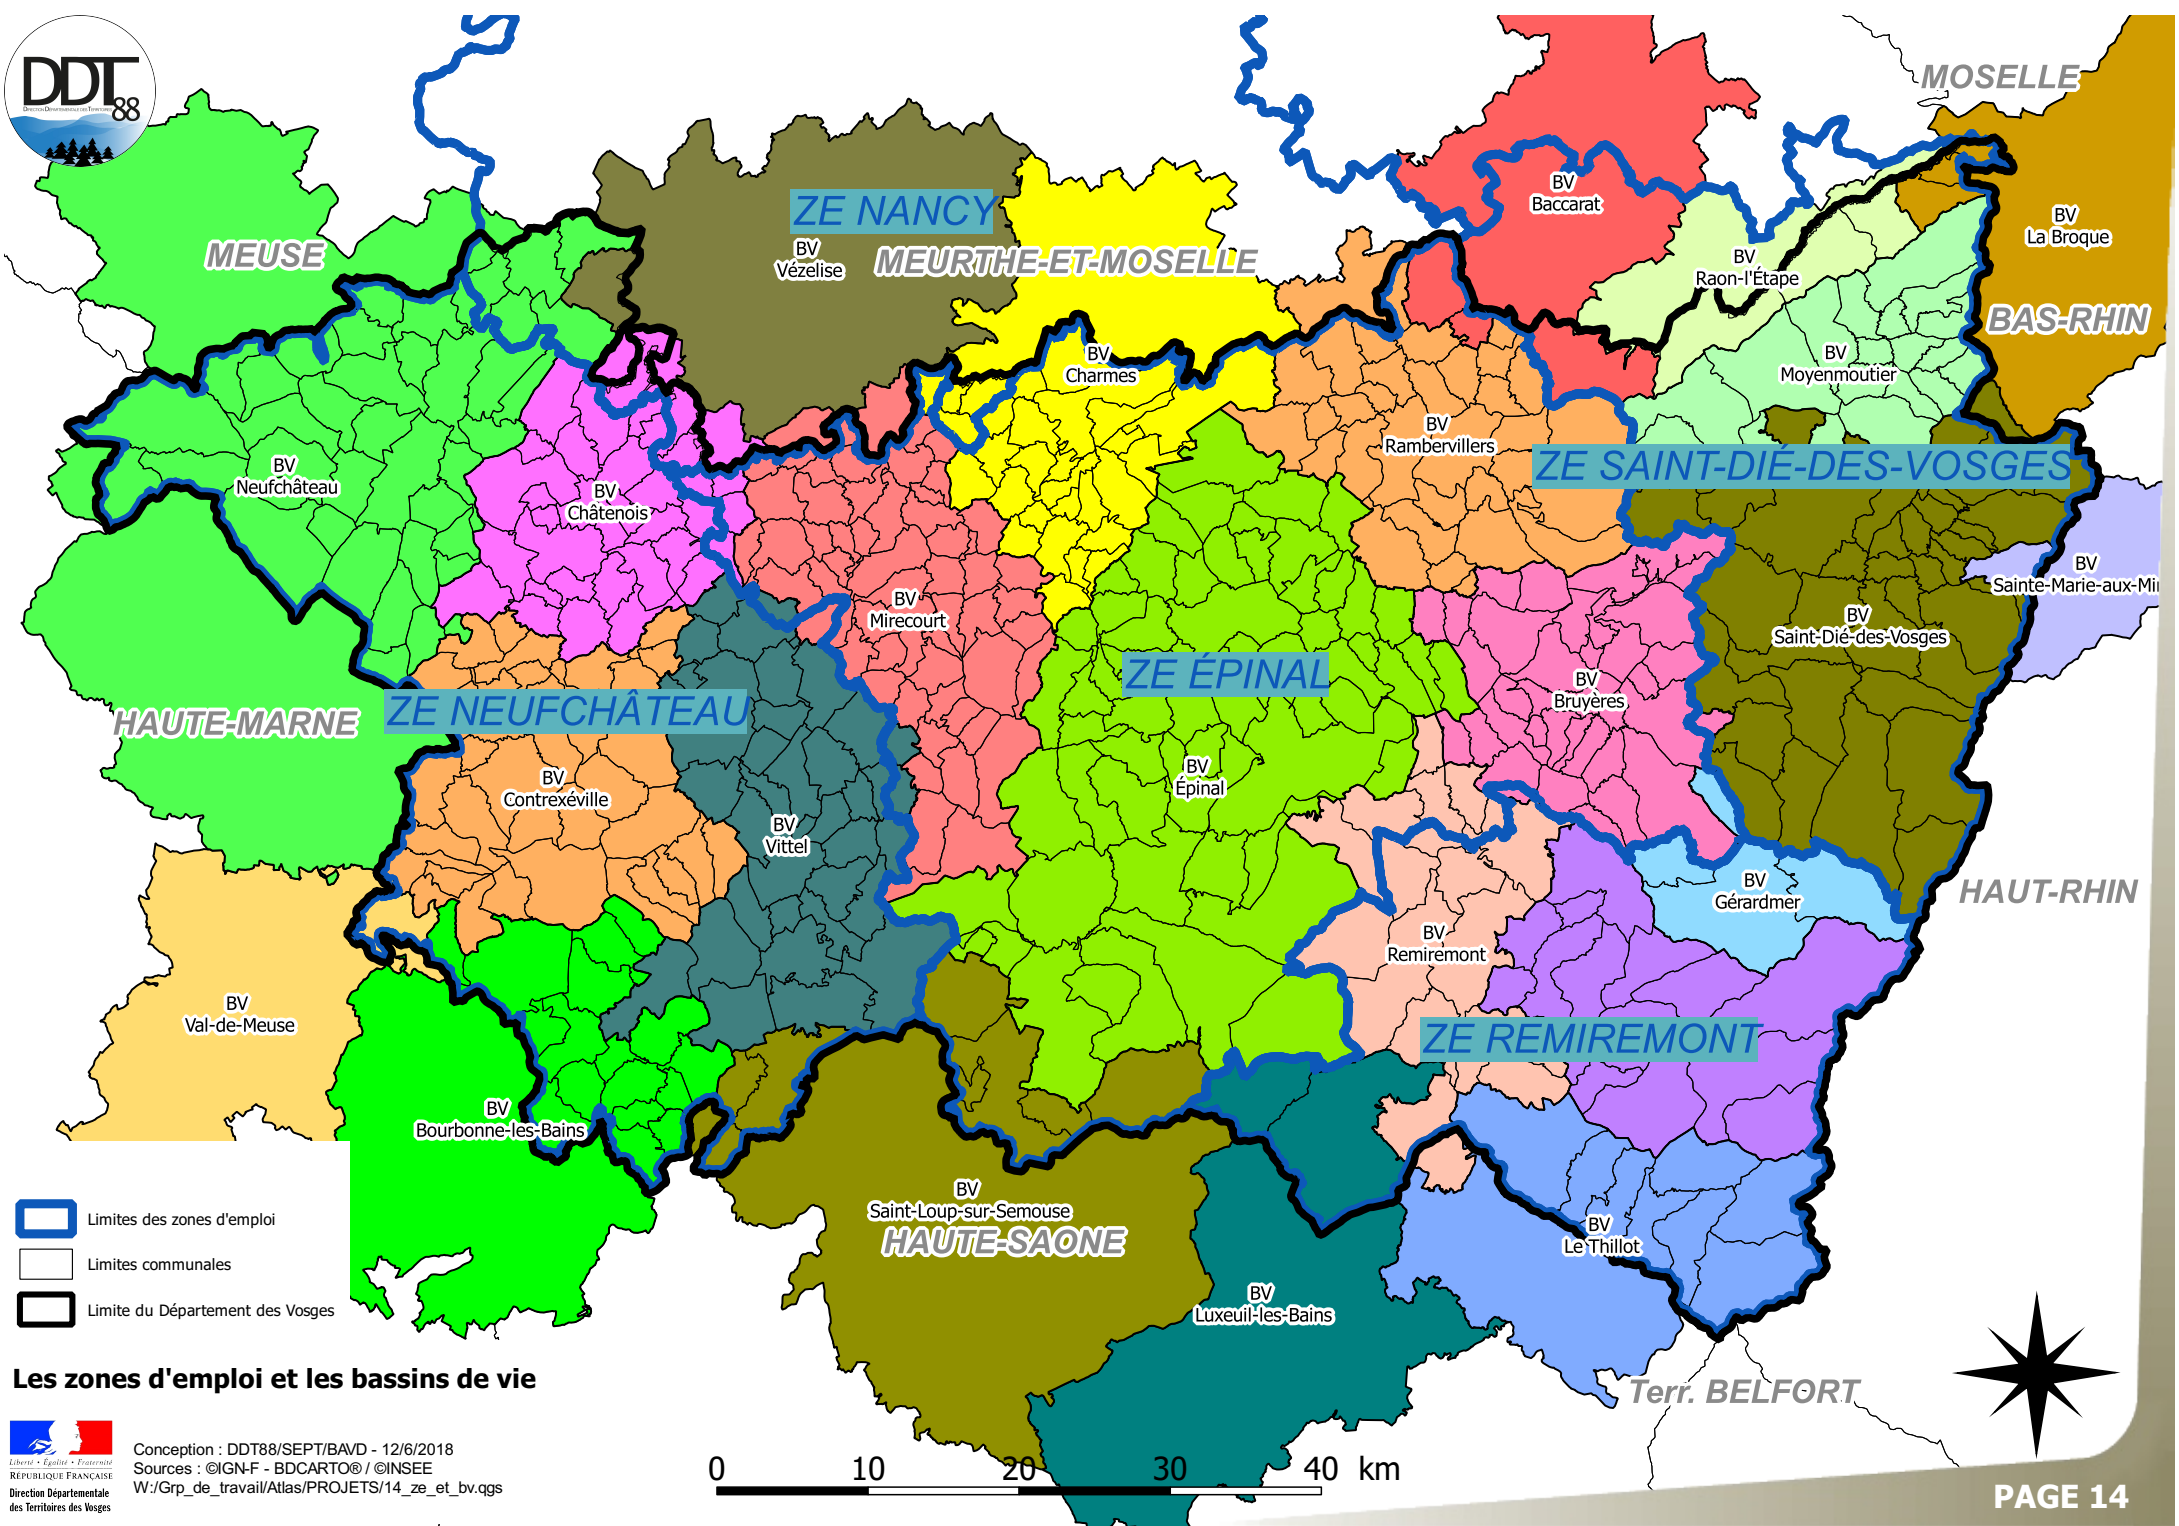 DDT
88
DIRECTION DÉPARTEMENTALE DES TERRITOIRES
MOSELLE
BV
Baccarat
ZE NANCY
BV
La Broque
MEUSE
BV
Vézelise
MEURTHE-ET-MOSELLE
BV
Raon-l'Étape
BAS-RHIN
BV
Charmes
BV
Moyenmoutier
BV
Rambervillers
BV
Neufchâteau
ZE SAINT-DIÉ-DES-VOSGES
BV
Châtenois
BV
Sainte-Marie-aux-Mi
BV
Mirecourt
BV
Saint-Dié-des-Vosges
ZE ÉPINAL
BV
Bruyères
HAUTE-MARNE
ZE NEUFCHÂTEAU
BV
Contrexéville
BV
Épinal
BV
Vittel
BV
Gérardmer
HAUT-RHIN
BV
Remiremont
BV
Val-de-Meuse
ZE REMIREMONT
BV
Bourbonne-les-Bains
BV
Saint-Loup-sur-Semouse
HAUTE-SAONE
BV
Le Thillot
BV
Luxeuil-les-Bains
Terr. BELFORT
Limites des zones d'emploi
Limites communales
Limite du Département des Vosges
Les zones d'emploi et les bassins de vie
Liberté • Égalité • Fraternité
RÉPUBLIQUE FRANÇAISE
Direction Départementale
des Territoires des Vosges
Conception : DDT88/SEPT/BAVD - 12/6/2018
Sources : ©IGN-F - BDCARTO® / ©INSEE
W:/Grp_de_travail/Atlas/PROJETS/14_ze_et_bv.qgs
0 10 20 30 40 km
PAGE 14